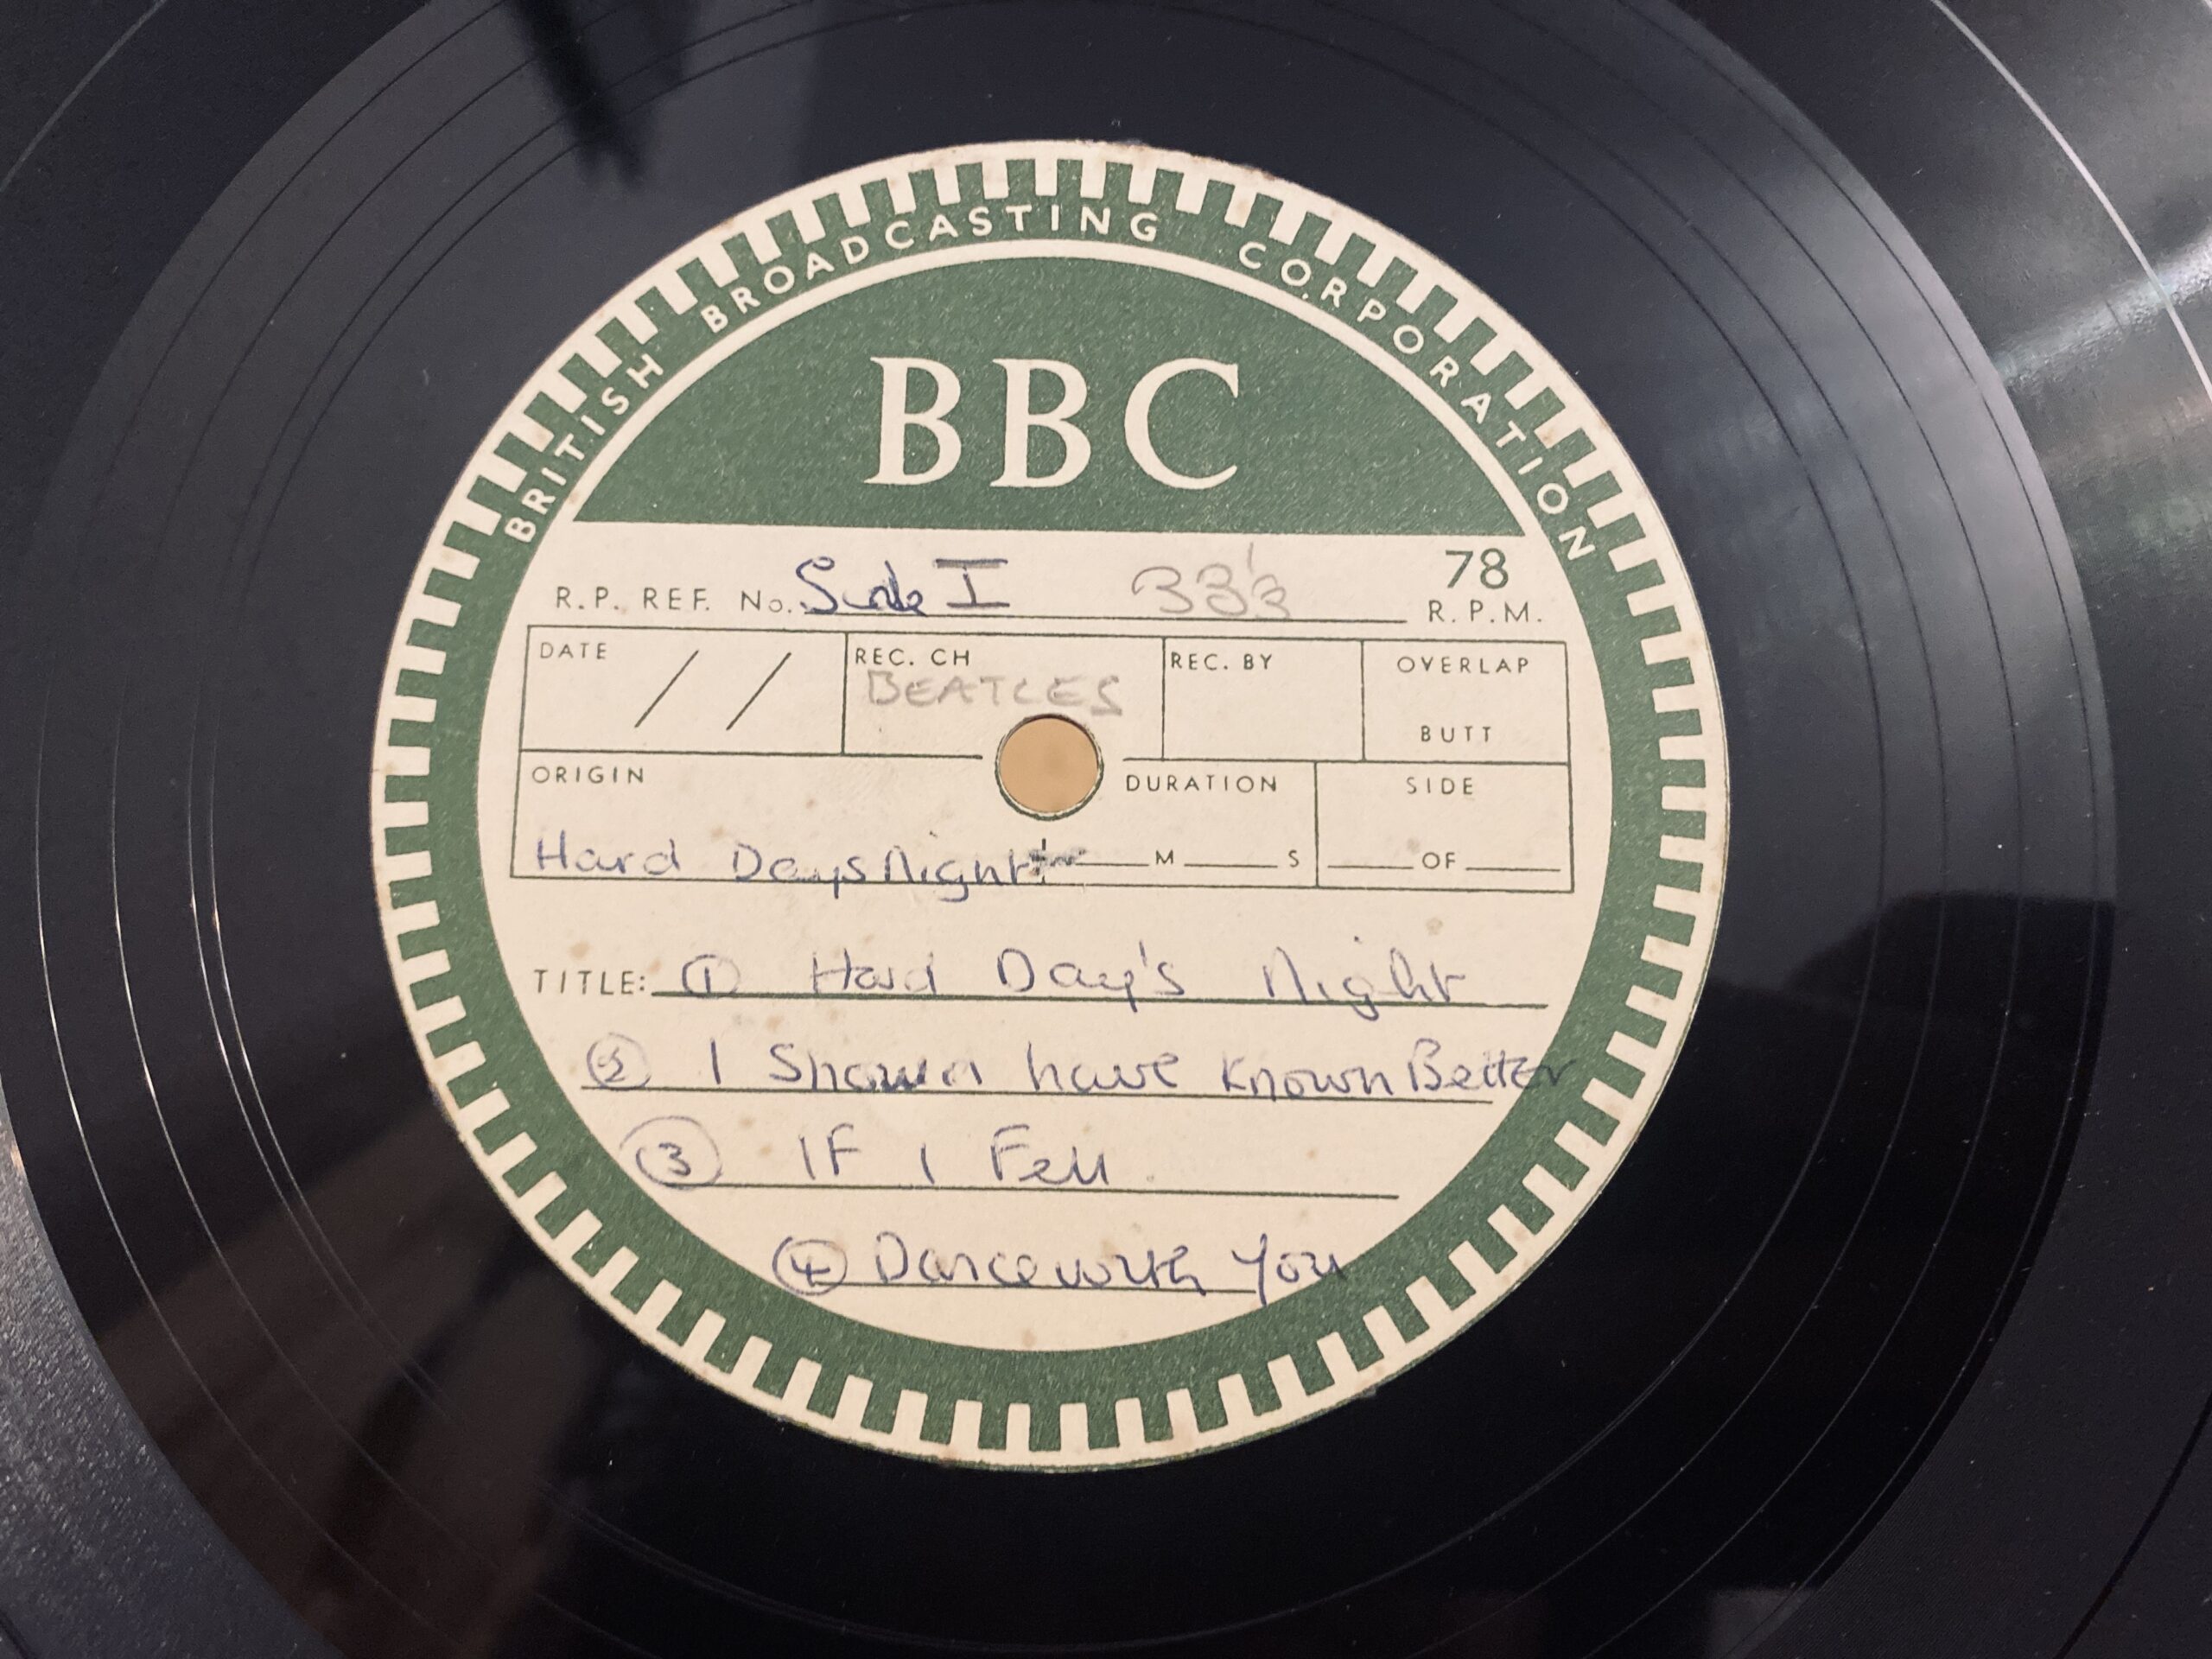 BRITISH BROADCASTING CORPORATION
BBC
R.P. REF. No. Side I 33⅓ 78
R.P.M.
DATE / / REC. CH REC. BY OVERLAP
BEATLES
BUTT
ORIGIN DURATION SIDE
Hard Days Night M S OF
TITLE: ① Hard Day's Night
② I Should have known Better
③ IF I Fell
④ Dance with You